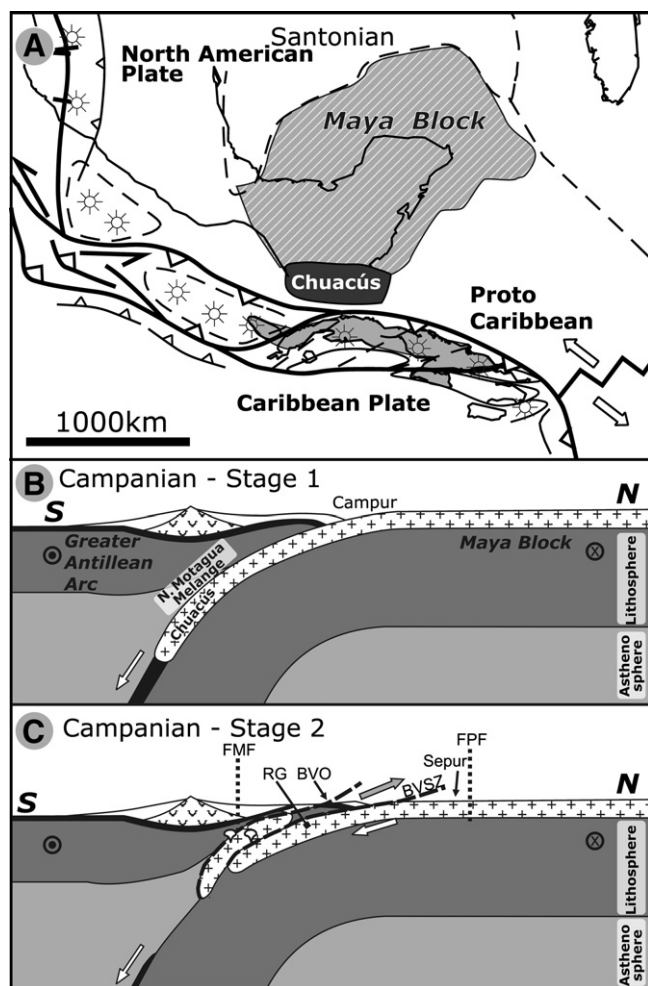 A
Santonian
North American
Plate
Maya Block
Chuacús
Proto
Caribbean
Caribbean Plate
1000km
B Campanian - Stage 1
S
N
Campur
Greater
Antillean
Arc
N. Motagua
Melange
Chuacús
Maya Block
X
Lithosphere
Astheno
sphere
C Campanian - Stage 2
FMF
FPF
RG
BVO
Sepur
BVSZ
S
N
X
Lithosphere
Astheno
sphere